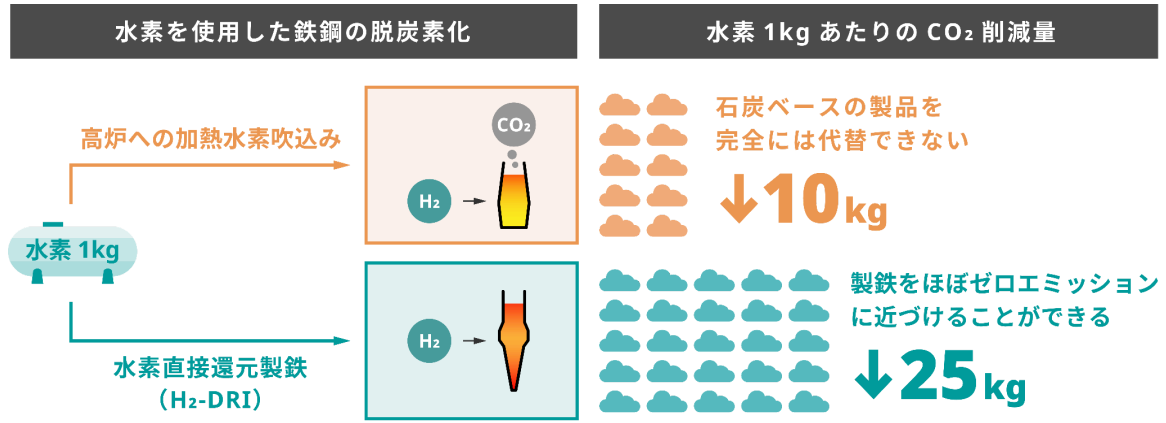 水素を使用した鉄鋼の脱炭素化
水素 1kg あたりの CO₂ 削減量
高炉への加熱水素吹込み
CO₂
H₂
石炭ベースの製品を
完全には代替できない
↓10kg
水素 1kg
水素直接還元製鉄
（H₂-DRI）
H₂
製鉄をほぼゼロエミッション
に近づけることができる
↓25kg